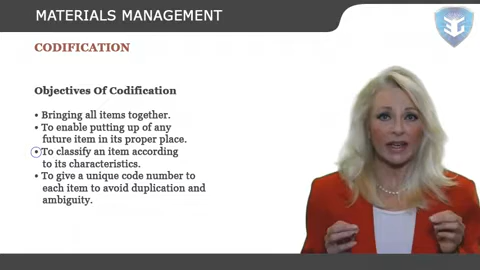 MATERIALS MANAGEMENT
CODIFICATION
Objectives Of Codification
• Bringing all items together.
• To enable putting up of any
future item in its proper place.
• To classify an item according
to its characteristics.
• To give a unique code number to
each item to avoid duplication and
ambiguity.